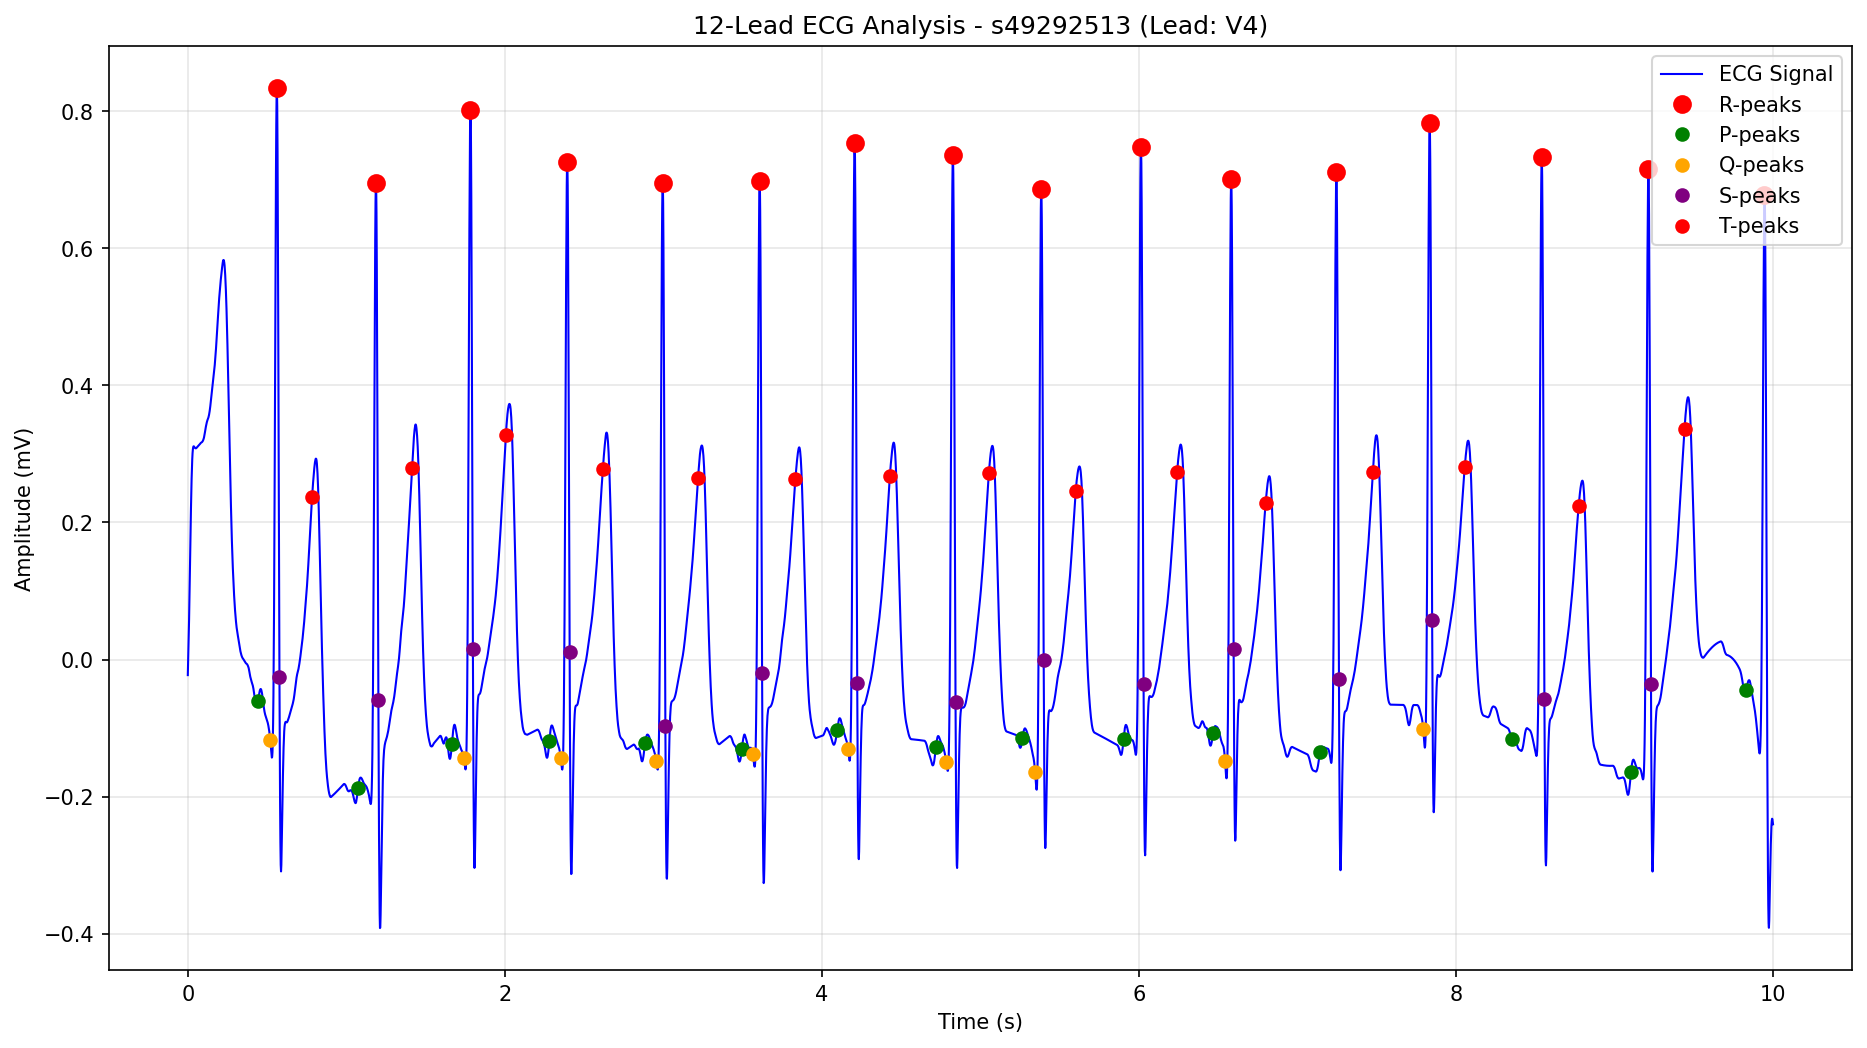 12-Lead ECG Analysis - s49292513 (Lead: V4)
ECG Signal
R-peaks
P-peaks
Q-peaks
S-peaks
T-peaks
Amplitude (mV)
0.8
0.6
0.4
0.2
0.0
−0.2
−0.4
0 2 4 6 8 10
Time (s)